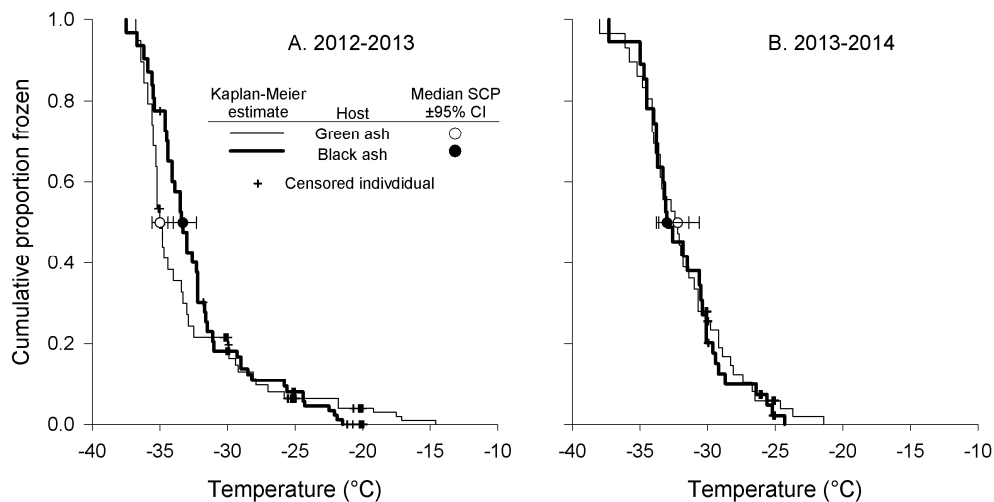 A. 2012-2013
B. 2013-2014
Kaplan-Meier estimate
Host
Median SCP ±95% CI
Green ash
Black ash
Censored indivdidual
Cumulative proportion frozen
1.0
0.8
0.6
0.4
0.2
0.0
-40 -35 -30 -25 -20 -15 -10
-40 -35 -30 -25 -20 -15 -10
Temperature (°C)
Temperature (°C)